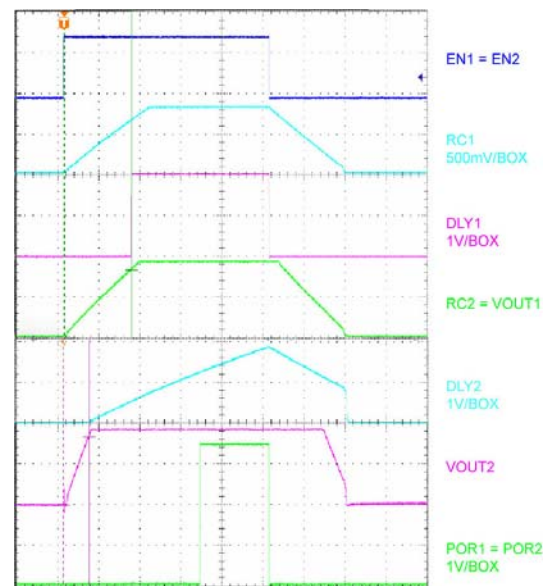 T
EN1 = EN2
RC1
500mV/BOX
DLY1
1V/BOX
RC2 = VOUT1
DLY2
1V/BOX
VOUT2
POR1 = POR2
1V/BOX